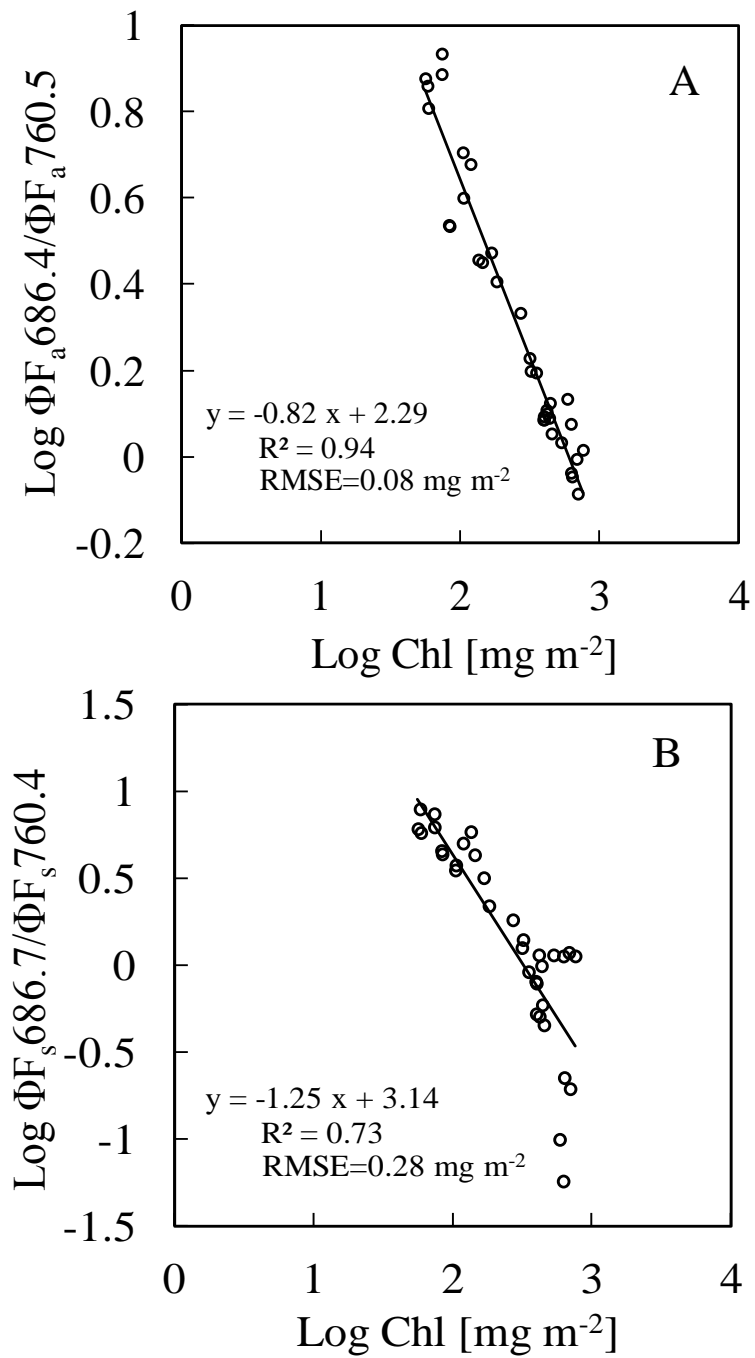 A
Log ΦFₐ686.4/ΦFₐ760.5
1
0.8
0.6
0.4
0.2
0
-0.2
y = -0.82 x + 2.29
R² = 0.94
RMSE=0.08 mg m⁻²
0 1 2 3 4
Log Chl [mg m⁻²]
B
Log ΦFₛ686.7/ΦFₛ760.4
1.5
1
0.5
0
-0.5
-1
-1.5
y = -1.25 x + 3.14
R² = 0.73
RMSE=0.28 mg m⁻²
0 1 2 3 4
Log Chl [mg m⁻²]